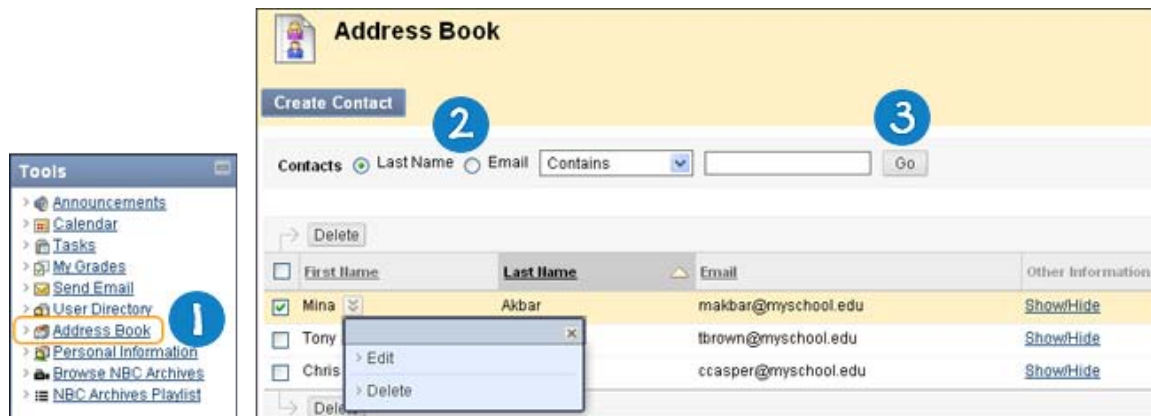 Tools
Announcements
Calendar
Tasks
My Grades
Send Email
User Directory
Address Book
Personal Information
Browse NBC Archives
NBC Archives Playlist
1
Address Book
Create Contact
2
3
Contacts Last Name Email Contains Go
Delete
First Name Last Name Email Other Information
Mina Akbar makbar@myschool.edu Show/Hide
Tony tbrown@myschool.edu Show/Hide
> Edit
Chris ccasper@myschool.edu Show/Hide
> Delete